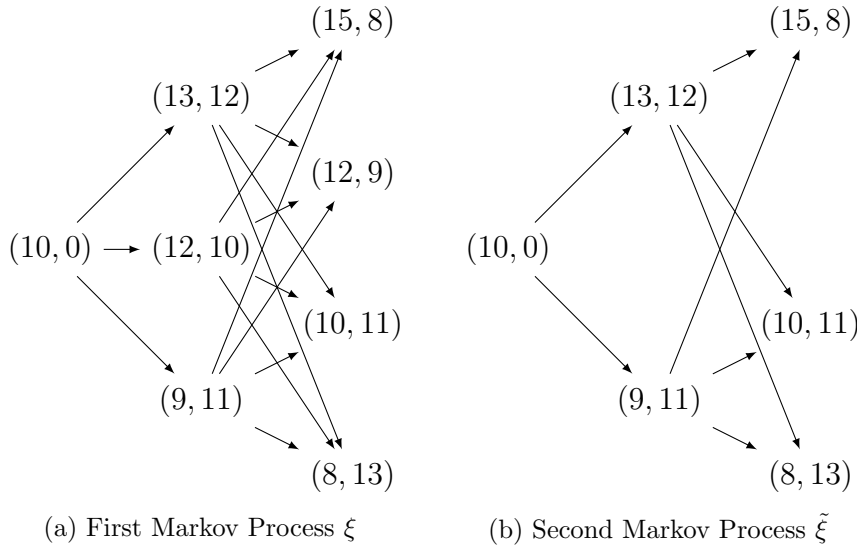 (15, 8) (15, 8)
(13, 12) (13, 12)
(12, 9)
(10, 0) (12, 10) (10, 0)
(10, 11) (10, 11)
(9, 11) (9, 11)
(8, 13) (8, 13)
(a) First Markov Process ξ (b) Second Markov Process ξ̃